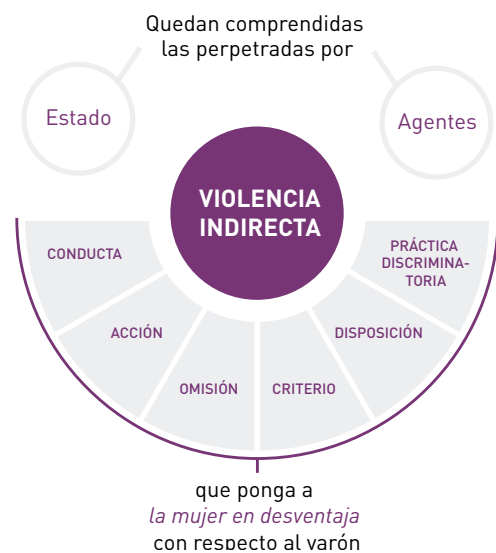 Quedan comprendidas
las perpetradas por
Estado
Agentes
VIOLENCIA
INDIRECTA
CONDUCTA
ACCIÓN
OMISIÓN
CRITERIO
DISPOSICIÓN
PRÁCTICA
DISCRIMINA-
TORIA
que ponga a
la mujer en desventaja
con respecto al varón